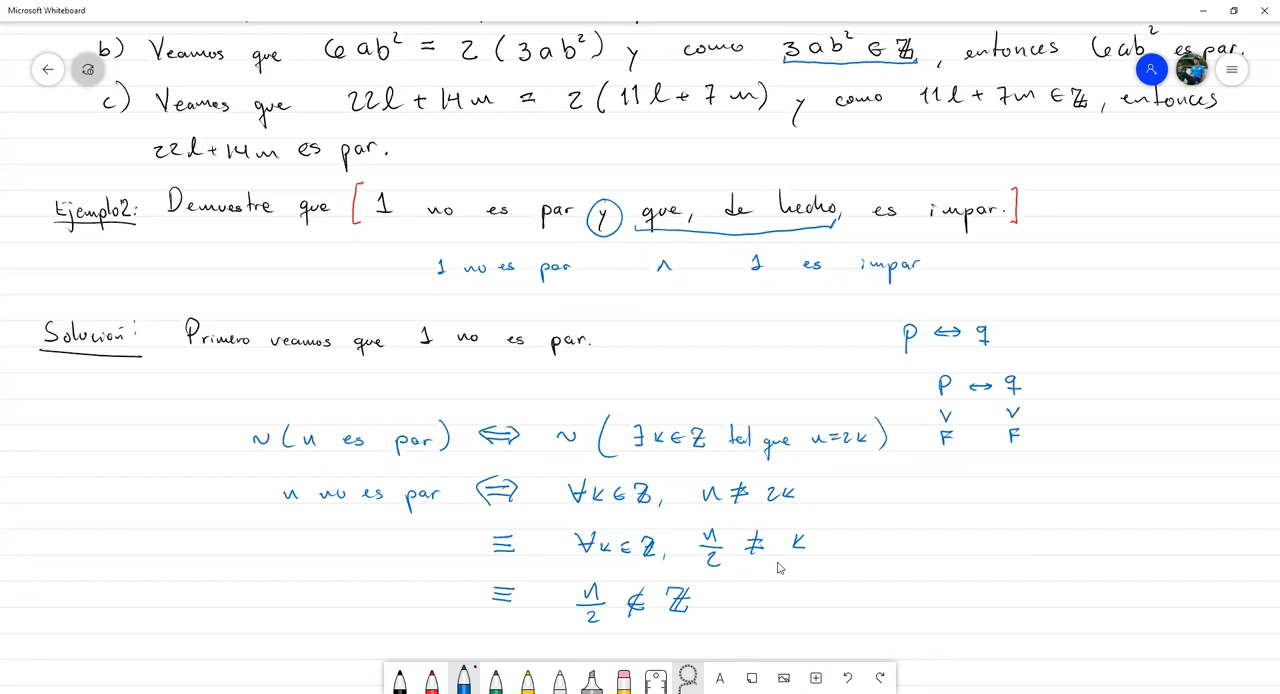 Microsoft Whiteboard
b) Veamos que 6ab² = 2(3ab²) y como 3ab² ∈ ℤ, entonces 6ab² es par.
c) Veamos que 22l + 14m = 2(11l + 7m) y como 11l + 7m ∈ ℤ, entonces
22l + 14m es par.
Ejemplo 2: Demuestre que [1 no es par y que, de hecho, es impar.]
1 no es par ∧ 1 es impar
Solución: Primero veamos que 1 no es par.
p ↔ q
p ↔ q
V V
~(n es par) ⟺ ~(∃k∈ℤ tal que n=2k) F F
n no es par ⟺ ∀k∈ℤ, n ≠ 2k
≡ ∀k∈ℤ, n/2 ≠ k
≡ n/2 ∉ ℤ